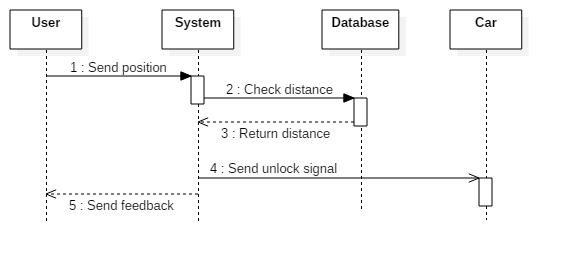 User
System
Database
Car
1 : Send position
2 : Check distance
3 : Return distance
4 : Send unlock signal
5 : Send feedback